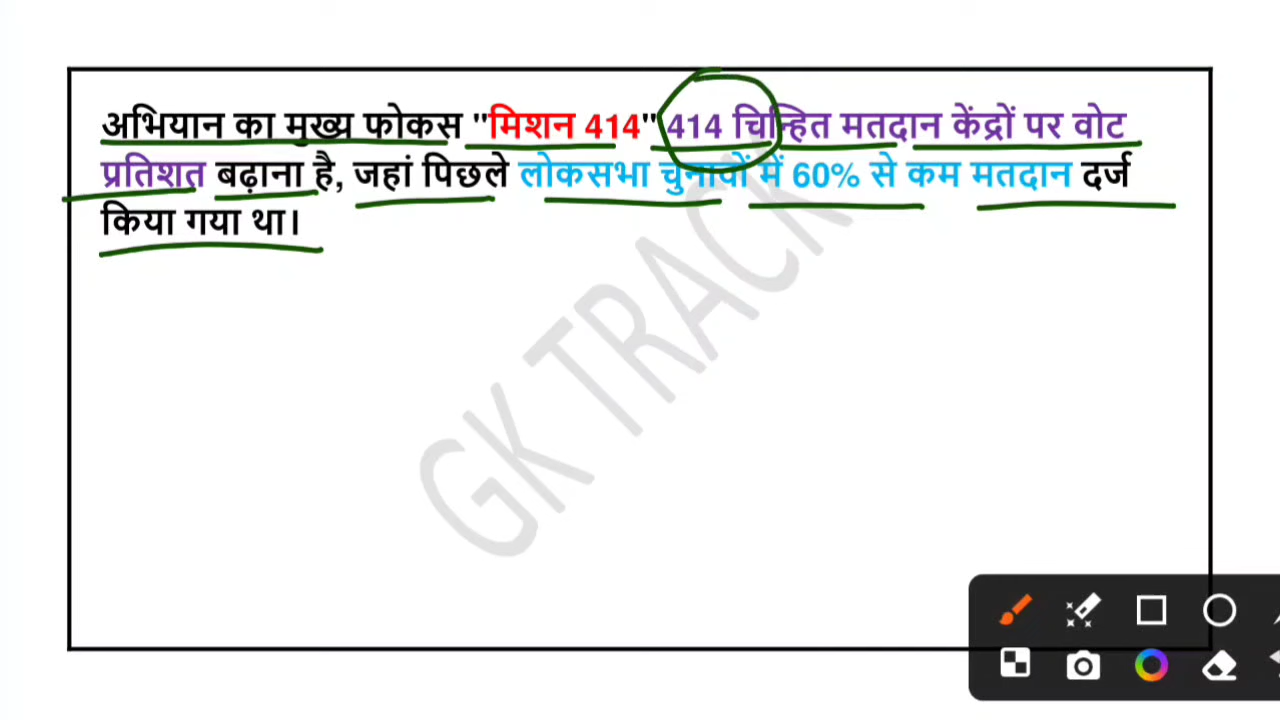 अभियान का मुख्य फोकस "मिशन 414" 414 चिन्हित मतदान केंद्रों पर वोट
प्रतिशत बढ़ाना है, जहां पिछले लोकसभा चुनावों में 60% से कम मतदान दर्ज
किया गया था।
GK TRACK